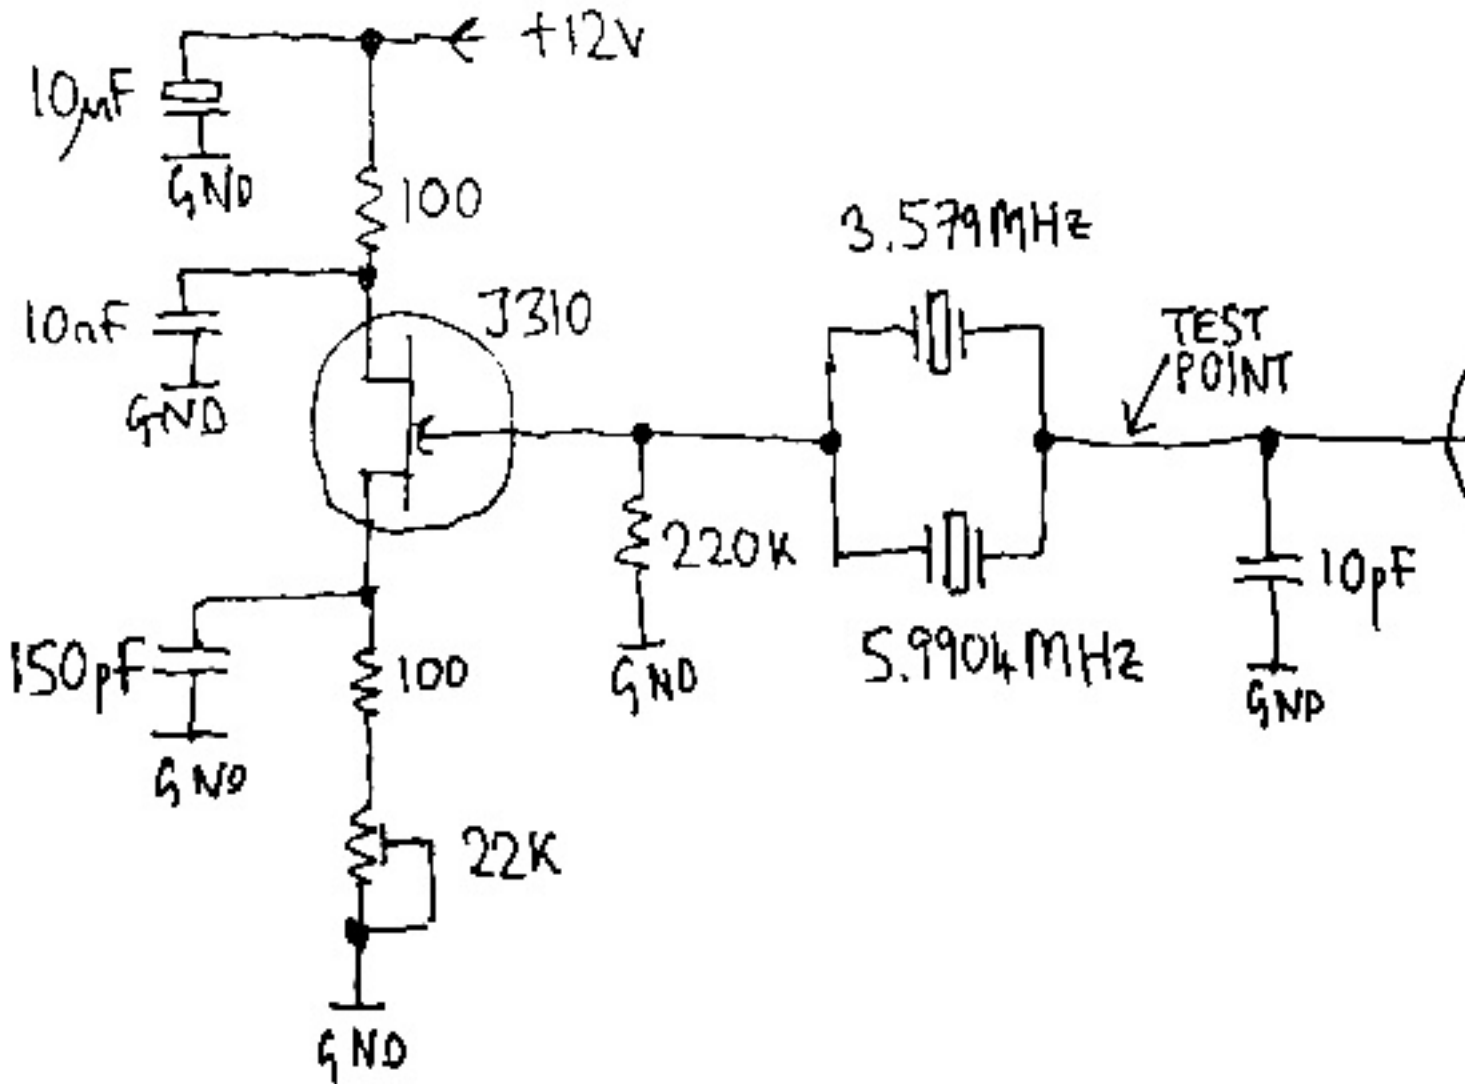 +12V
10µF
GND
100
3.579MHz
J310
10nF
GND
TEST
POINT
220K
10pF
150pF
100
GND
5.9904MHz
GND
GND
22K
GND